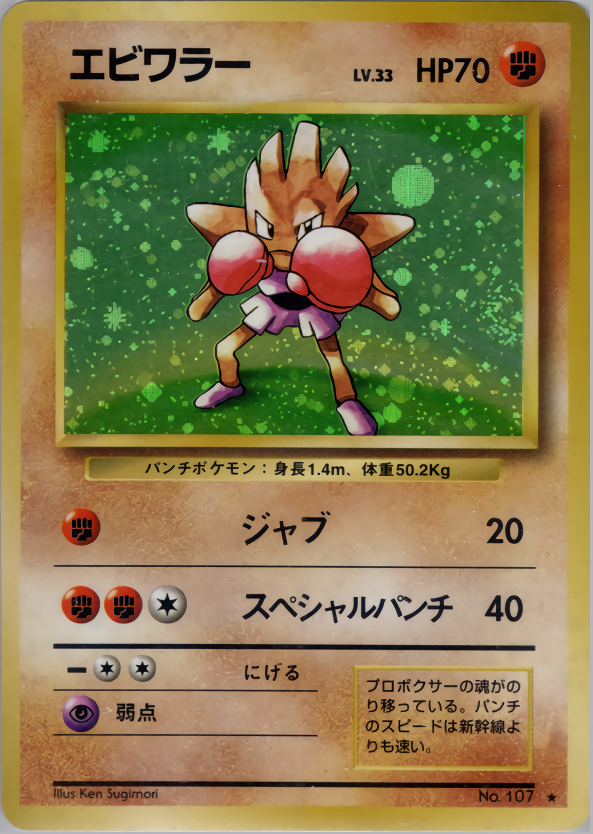 エビワラー LV.33 HP70
パンチポケモン：身長1.4m、体重50.2Kg
ジャブ 20
スペシャルパンチ 40
ー にげる
弱点
プロボクサーの魂がの
り移っている。パンチ
のスピードは新幹線よ
りも速い。
Illus Ken Sugimori No. 107 ★